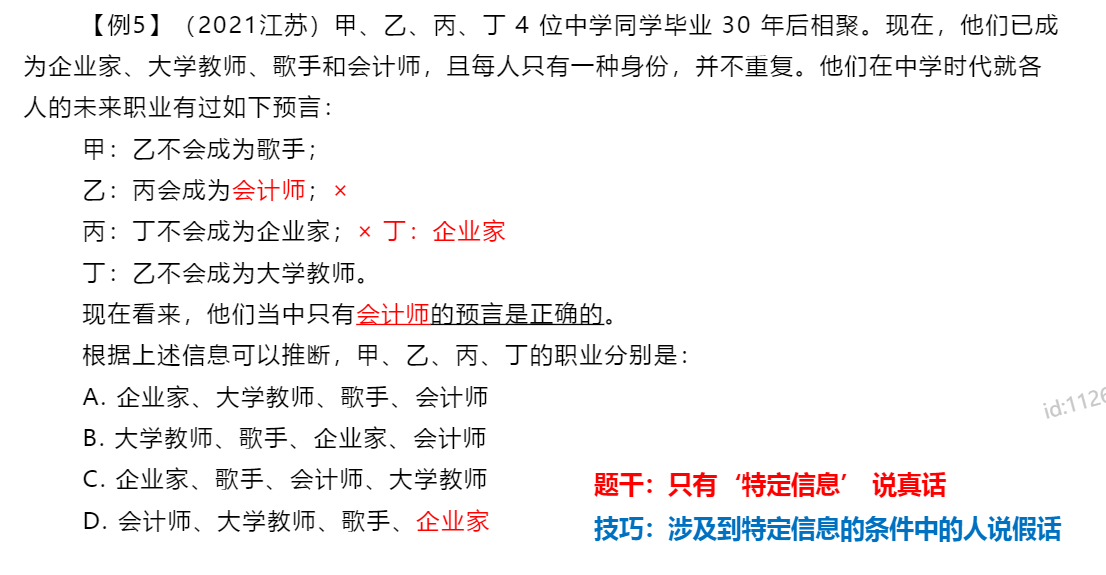 【例5】（2021江苏）甲、乙、丙、丁 4 位中学同学毕业 30 年后相聚。现在，他们已成
为企业家、大学教师、歌手和会计师，且每人只有一种身份，并不重复。他们在中学时代就各
人的未来职业有过如下预言：
甲：乙不会成为歌手；
乙：丙会成为会计师；×
丙：丁不会成为企业家；× 丁：企业家
丁：乙不会成为大学教师。
现在看来，他们当中只有会计师的预言是正确的。
根据上述信息可以推断，甲、乙、丙、丁的职业分别是：
A. 企业家、大学教师、歌手、会计师
id:1126
B. 大学教师、歌手、企业家、会计师
C. 企业家、歌手、会计师、大学教师
题干：只有‘特定信息’ 说真话
D. 会计师、大学教师、歌手、企业家
技巧：涉及到特定信息的条件中的人说假话